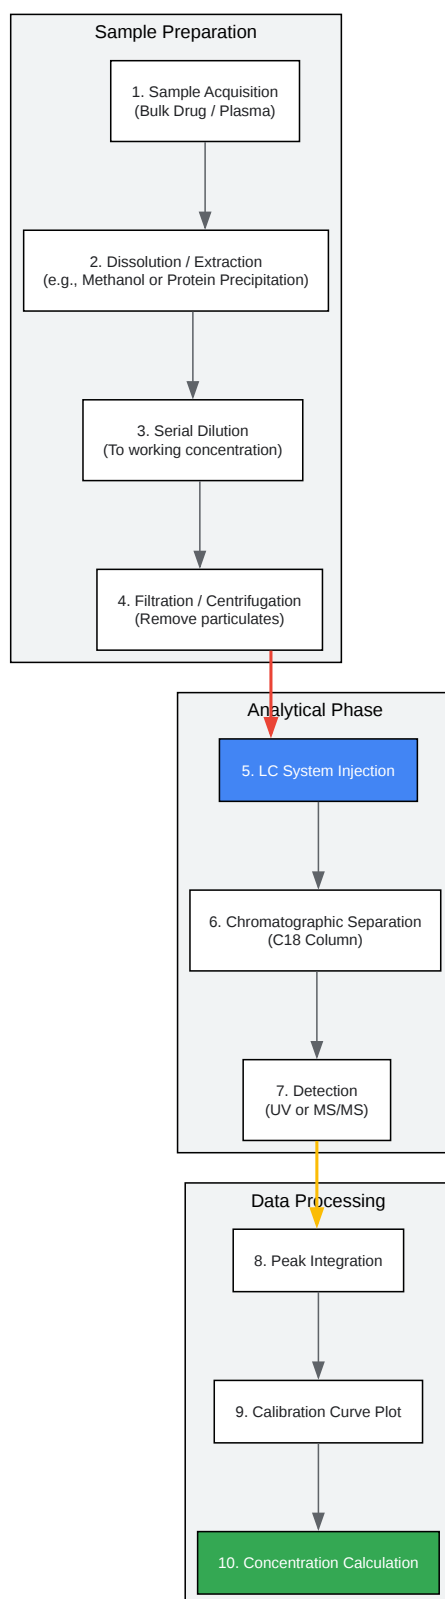 Sample Preparation
1. Sample Acquisition
(Bulk Drug / Plasma)
2. Dissolution / Extraction
(e.g., Methanol or Protein Precipitation)
3. Serial Dilution
(To working concentration)
4. Filtration / Centrifugation
(Remove particulates)
Analytical Phase
5. LC System Injection
6. Chromatographic Separation
(C18 Column)
7. Detection
(UV or MS/MS)
Data Processing
8. Peak Integration
9. Calibration Curve Plot
10. Concentration Calculation